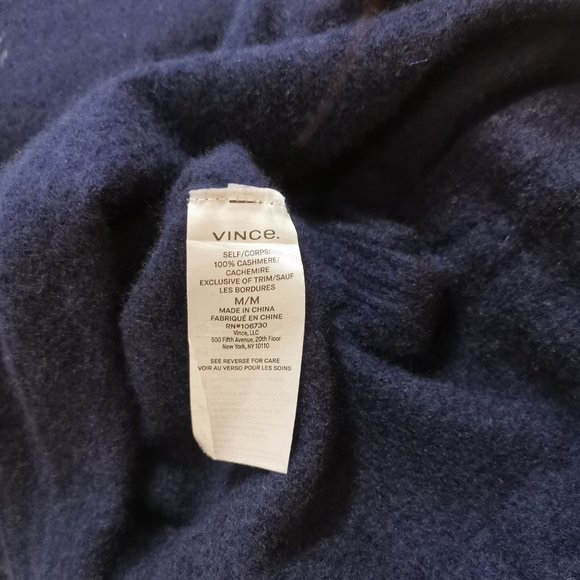 VINCE.
SELF/CORPS:
100% CASHMERE/
CACHEMIRE
EXCLUSIVE OF TRIM/SAUF
LES BORDURES
M/M
MADE IN CHINA
FABRIQUÉ EN CHINE
RN#106730
Vince, LLC
500 Fifth Avenue, 20th Floor
New York, NY 10110
SEE REVERSE FOR CARE
VOIR AU VERSO POUR LES SOINS